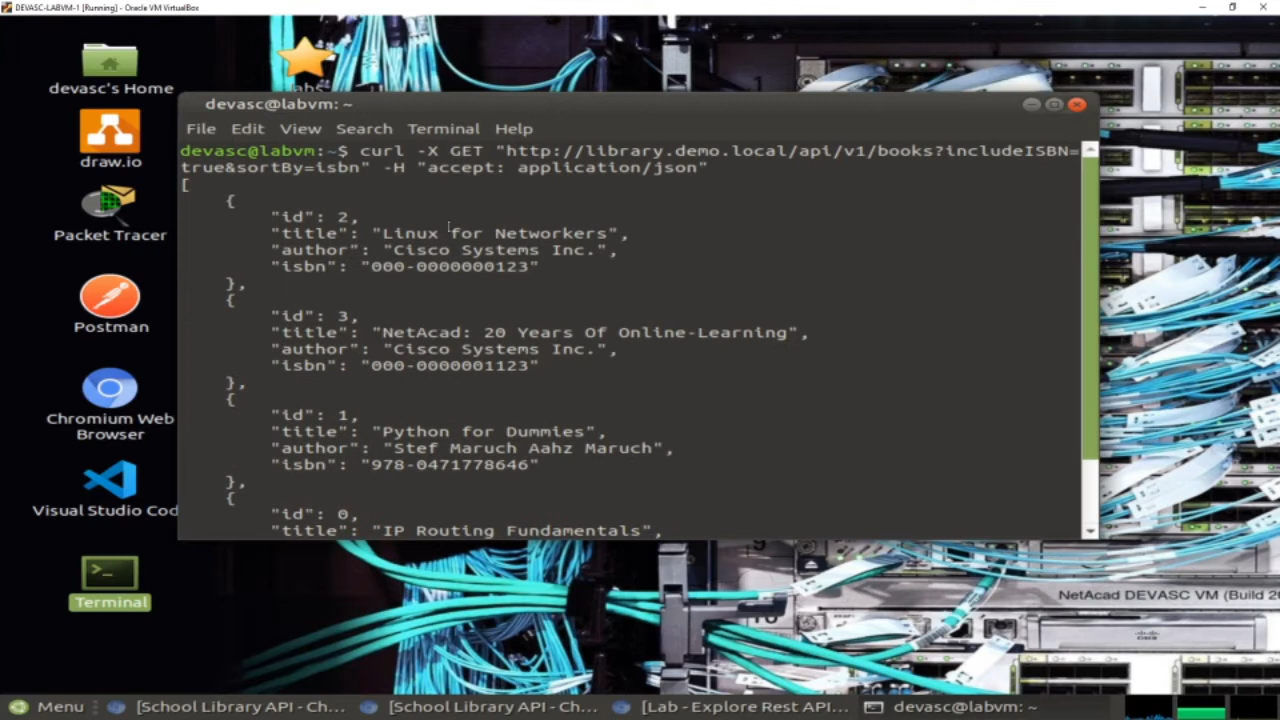 DEVASC-LABVM-1 [Running] - Oracle VM VirtualBox
devasc's Home
draw.io
Packet Tracer
Postman
Chromium Web
Browser
Visual Studio Cod
Terminal
devasc@labvm: ~
File Edit View Search Terminal Help
devasc@labvm:~$ curl -X GET "http://library.demo.local/api/v1/books?includeISBN=
true&sortBy=isbn" -H "accept: application/json"
[
{
"id": 2,
"title": "Linux for Networkers",
"author": "Cisco Systems Inc.",
"isbn": "000-0000000123"
},
{
"id": 3,
"title": "NetAcad: 20 Years Of Online-Learning",
"author": "Cisco Systems Inc.",
"isbn": "000-0000001123"
},
{
"id": 1,
"title": "Python for Dummies",
"author": "Stef Maruch Aahz Maruch",
"isbn": "978-0471778646"
},
{
"id": 0,
"title": "IP Routing Fundamentals",
NetAcad DEVASC VM (Build 20
Menu [School Library API - Ch... [School Library API - Ch... [Lab - Explore Rest API... devasc@labvm: ~